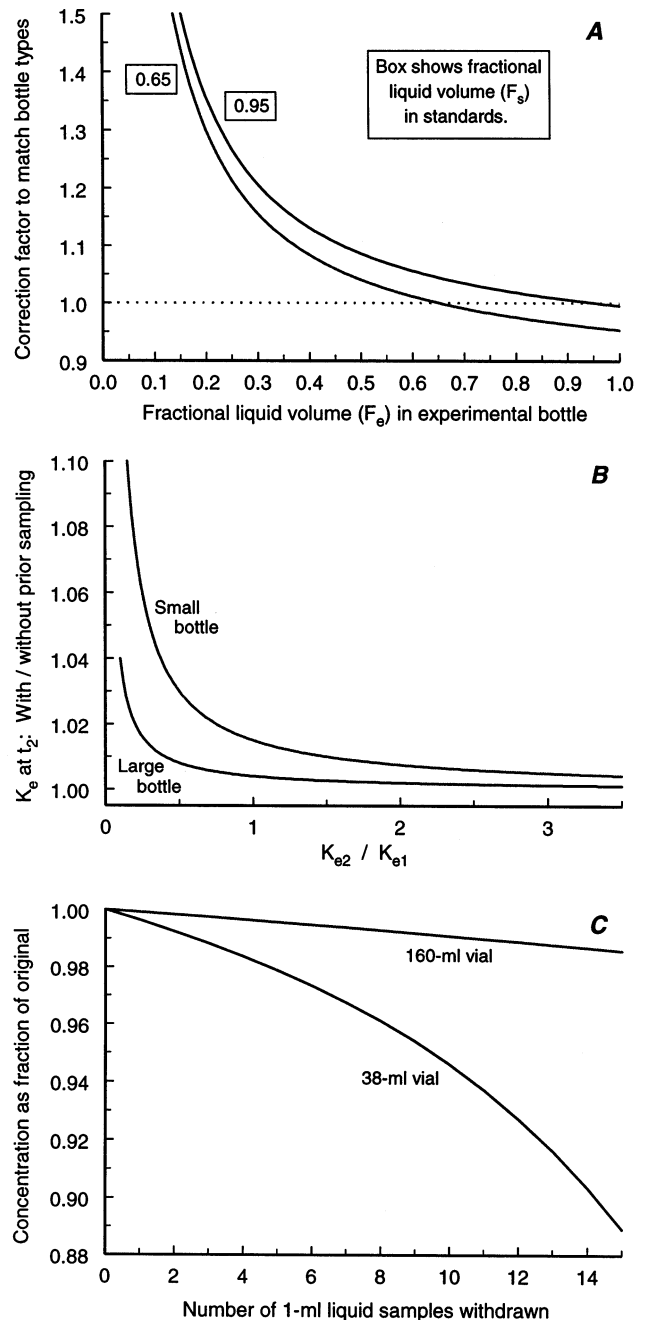 Correction factor to match bottle types
1.5
1.4
1.3
1.2
1.1
1.0
0.9
A
0.65
0.95
Box shows fractional
liquid volume (Fs)
in standards.
0.0 0.1 0.2 0.3 0.4 0.5 0.6 0.7 0.8 0.9 1.0
Fractional liquid volume (Fe) in experimental bottle
Ke at t2: With / without prior sampling
1.10
1.08
1.06
1.04
1.02
1.00
B
Small
bottle
Large
bottle
0 1 2 3
Ke2 / Ke1
Concentration as fraction of original
1.00
0.98
0.96
0.94
0.92
0.90
0.88
C
160-ml vial
38-ml vial
0 2 4 6 8 10 12 14
Number of 1-ml liquid samples withdrawn